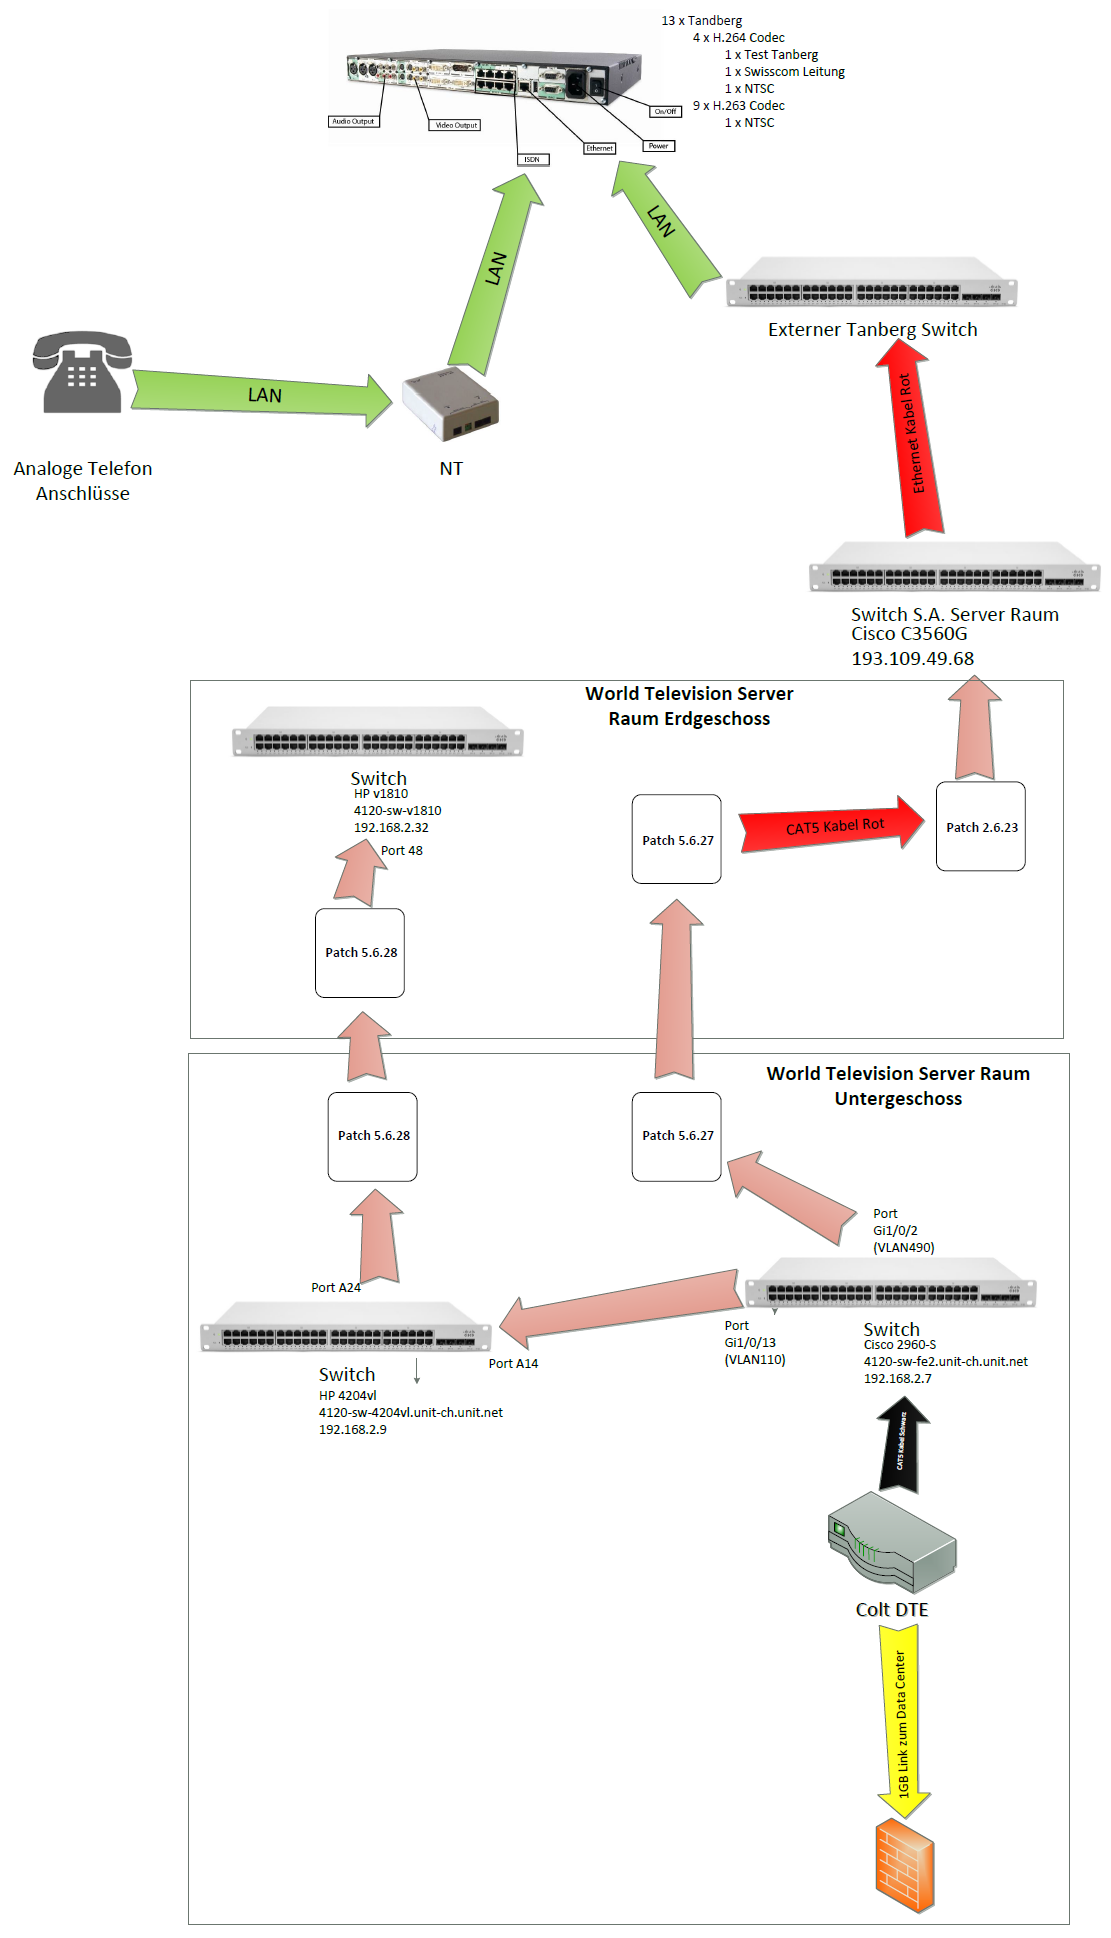 13 x Tandberg
4 x H.264 Codec
1 x Test Tanberg
1 x Swisscom Leitung
1 x NTSC
9 x H.263 Codec
1 x NTSC
Audio Output
Video Output
On/Off
Ethernet
Power
ISDN
LAN
LAN
Externer Tanberg Switch
LAN
Analoge Telefon
Anschlüsse
NT
Ethernet Kabel Rot
Switch S.A. Server Raum
Cisco C3560G
193.109.49.68
World Television Server
Raum Erdgeschoss
Switch
HP v1810
4120-sw-v1810
192.168.2.32
Port 48
Patch 5.6.27
CAT5 Kabel Rot
Patch 2.6.23
Patch 5.6.28
World Television Server Raum
Untergeschoss
Patch 5.6.28
Patch 5.6.27
Port
Gi1/0/2
(VLAN490)
Port A24
Port
Gi1/0/13
(VLAN110)
Switch
Cisco 2960-S
4120-sw-fe2.unit-ch.unit.net
192.168.2.7
Port A14
Switch
HP 4204vl
4120-sw-4204vl.unit-ch.unit.net
192.168.2.9
CAT5 Kabel Schwarz
Colt DTE
1GB Link zum Data Center